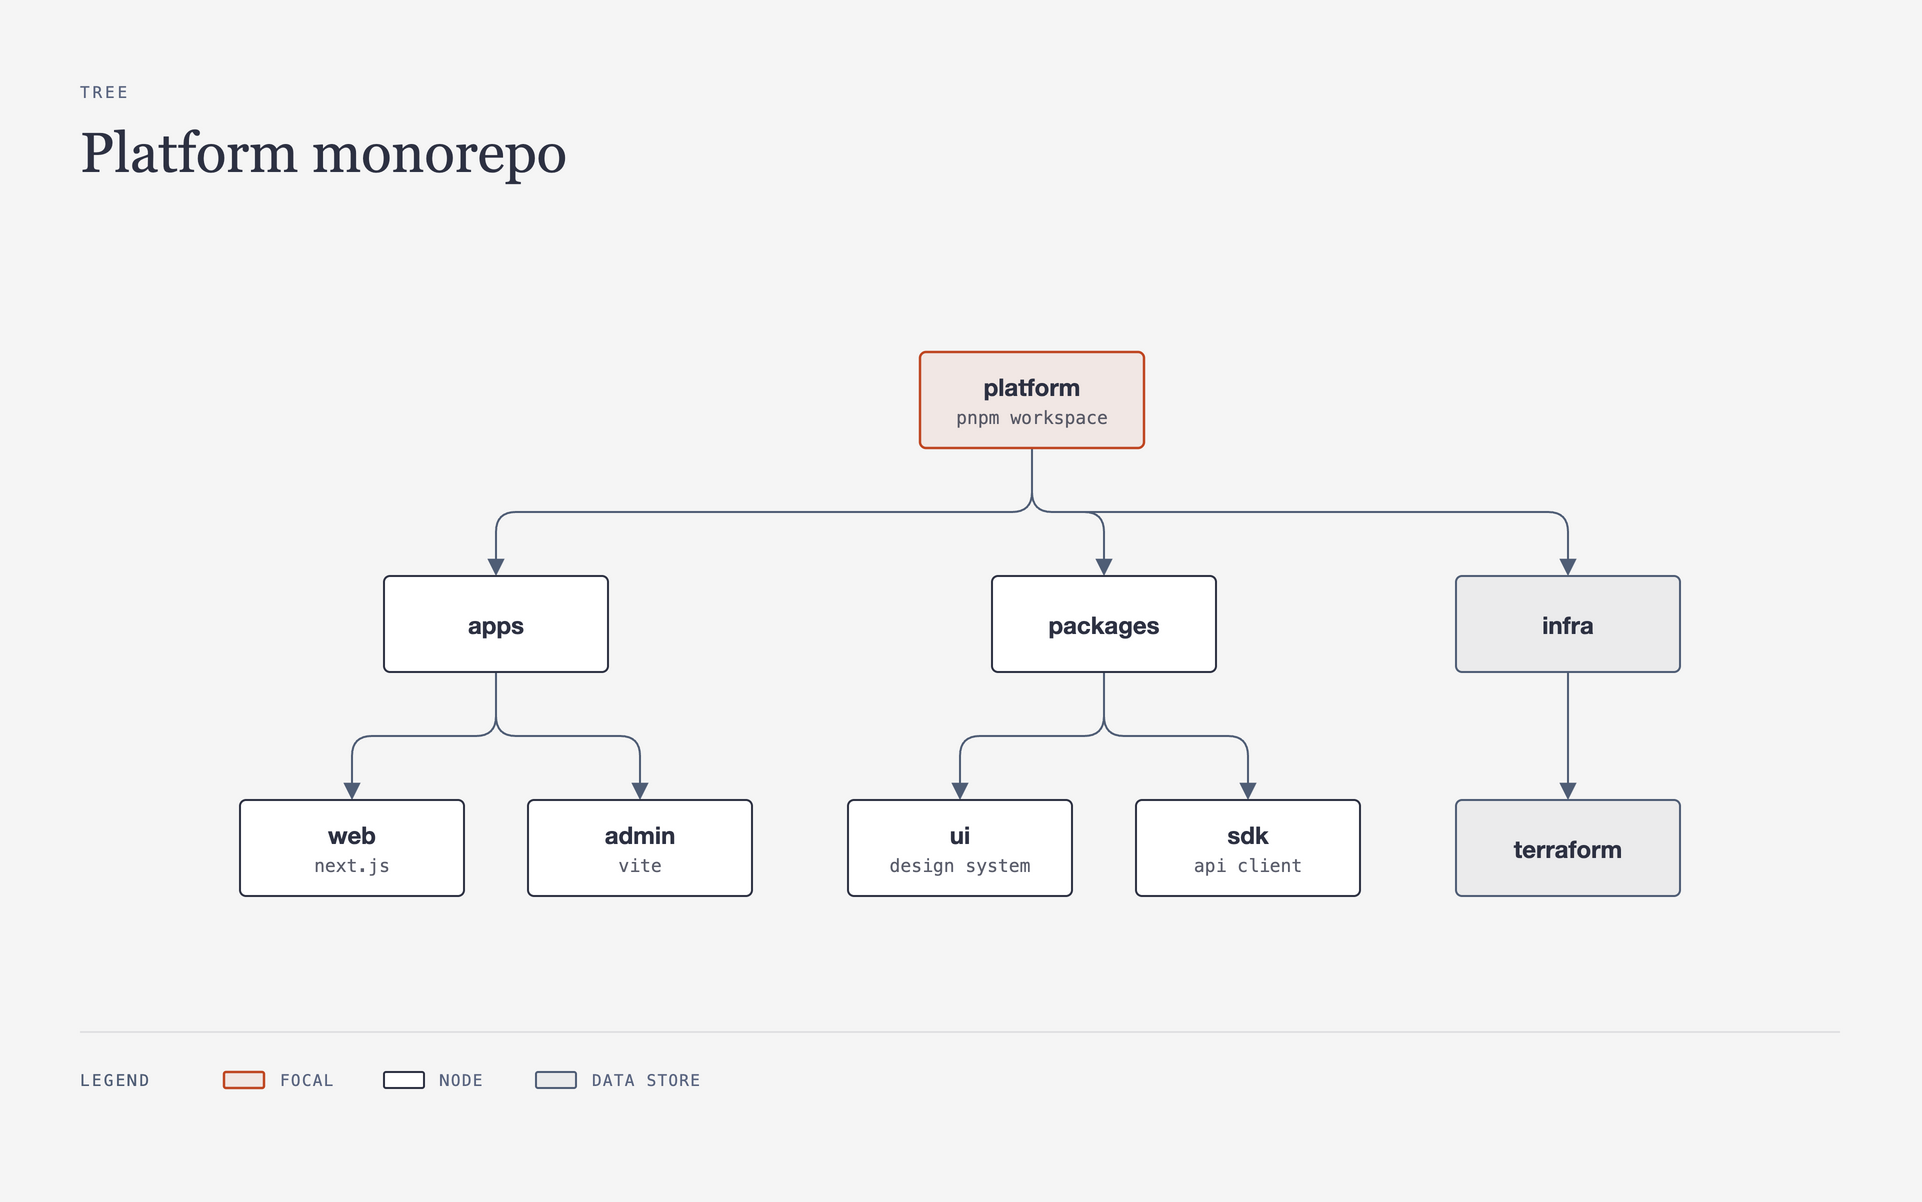 TREE
Platform monorepo
platform
pnpm workspace
apps
packages
infra
web
next.js
admin
vite
ui
design system
sdk
api client
terraform
LEGEND
FOCAL
NODE
DATA STORE